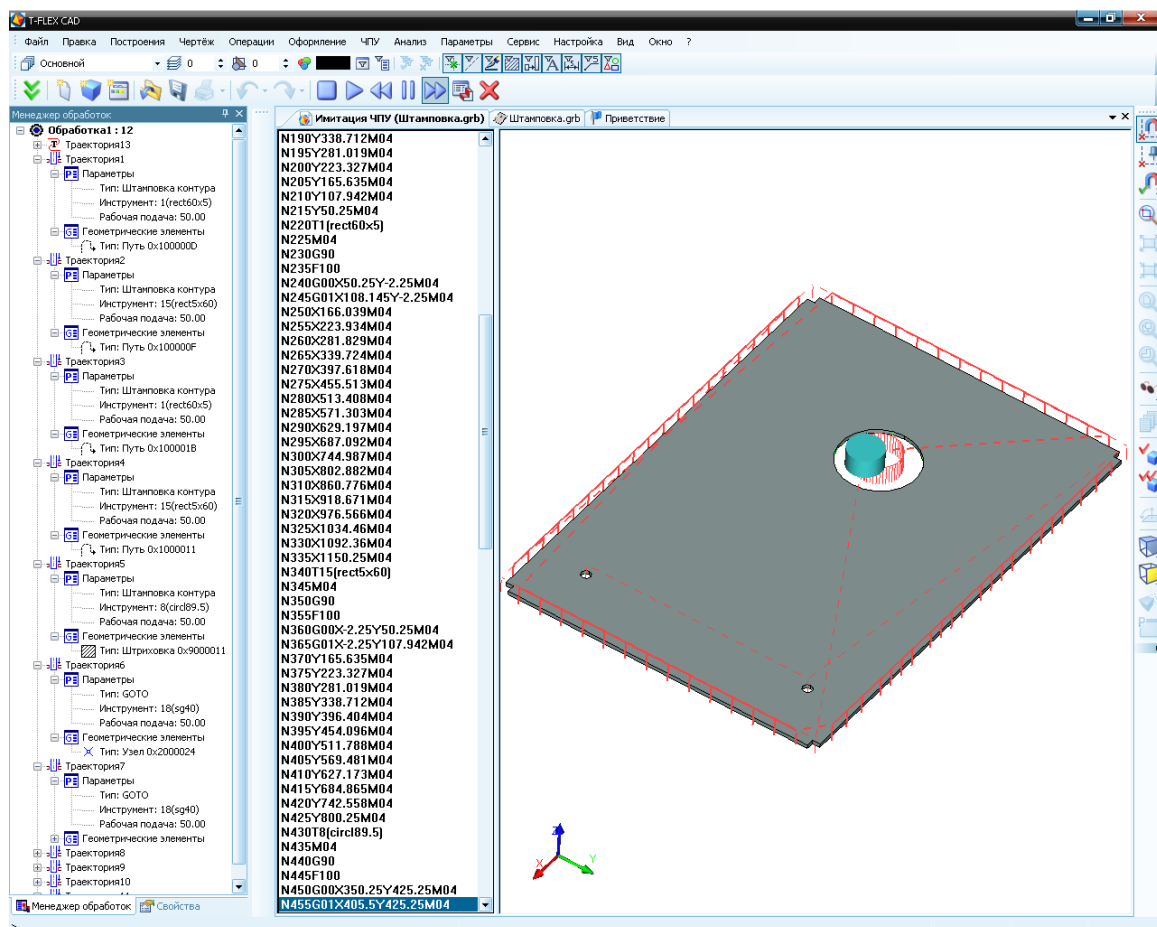 T-FLEX CAD
Файл Правка Построения Чертёж Операции Оформление ЧПУ Анализ Параметры Сервис Настройка Вид Окно ?
Основной 0 0
Менеджер обработок
Обработка1 : 12
Траектория13
Траектория1
Параметры
Тип: Штамповка контура
Инструмент: 1(rect60x5)
Рабочая подача: 50.00
Геометрические элементы
Тип: Путь 0x100000D
Траектория2
Параметры
Тип: Штамповка контура
Инструмент: 15(rect5x60)
Рабочая подача: 50.00
Геометрические элементы
Тип: Путь 0x100000F
Траектория3
Параметры
Тип: Штамповка контура
Инструмент: 1(rect60x5)
Рабочая подача: 50.00
Геометрические элементы
Тип: Путь 0x100001B
Траектория4
Параметры
Тип: Штамповка контура
Инструмент: 15(rect5x60)
Рабочая подача: 50.00
Геометрические элементы
Тип: Путь 0x1000011
Траектория5
Параметры
Тип: Штамповка контура
Инструмент: 8(circl89.5)
Рабочая подача: 50.00
Геометрические элементы
Тип: Штриховка 0x9000011
Траектория6
Параметры
Тип: GOTO
Инструмент: 18(sg40)
Рабочая подача: 50.00
Геометрические элементы
Тип: Узел 0x2000024
Траектория7
Параметры
Тип: GOTO
Инструмент: 18(sg40)
Рабочая подача: 50.00
Геометрические элементы
Траектория8
Траектория9
Траектория10
Менеджер обработок Свойства
Имитация ЧПУ (Штамповка.grb) Штамповка.grb Приветствие
N190Y338.712M04
N195Y281.019M04
N200Y223.327M04
N205Y165.635M04
N210Y107.942M04
N215Y50.25M04
N220T1(rect60x5)
N225M04
N230G90
N235F100
N240G00X50.25Y-2.25M04
N245G01X108.145Y-2.25M04
N250X166.039M04
N255X223.934M04
N260X281.829M04
N265X339.724M04
N270X397.618M04
N275X455.513M04
N280X513.408M04
N285X571.303M04
N290X629.197M04
N295X687.092M04
N300X744.987M04
N305X802.882M04
N310X860.776M04
N315X918.671M04
N320X976.566M04
N325X1034.46M04
N330X1092.36M04
N335X1150.25M04
N340T15(rect5x60)
N345M04
N350G90
N355F100
N360G00X-2.25Y50.25M04
N365G01X-2.25Y107.942M04
N370Y165.635M04
N375Y223.327M04
N380Y281.019M04
N385Y338.712M04
N390Y396.404M04
N395Y454.096M04
N400Y511.788M04
N405Y569.481M04
N410Y627.173M04
N415Y684.865M04
N420Y742.558M04
N425Y800.25M04
N430T8(circl89.5)
N435M04
N440G90
N445F100
N450G00X350.25Y425.25M04
N455G01X405.5Y425.25M04
Z
X
Y